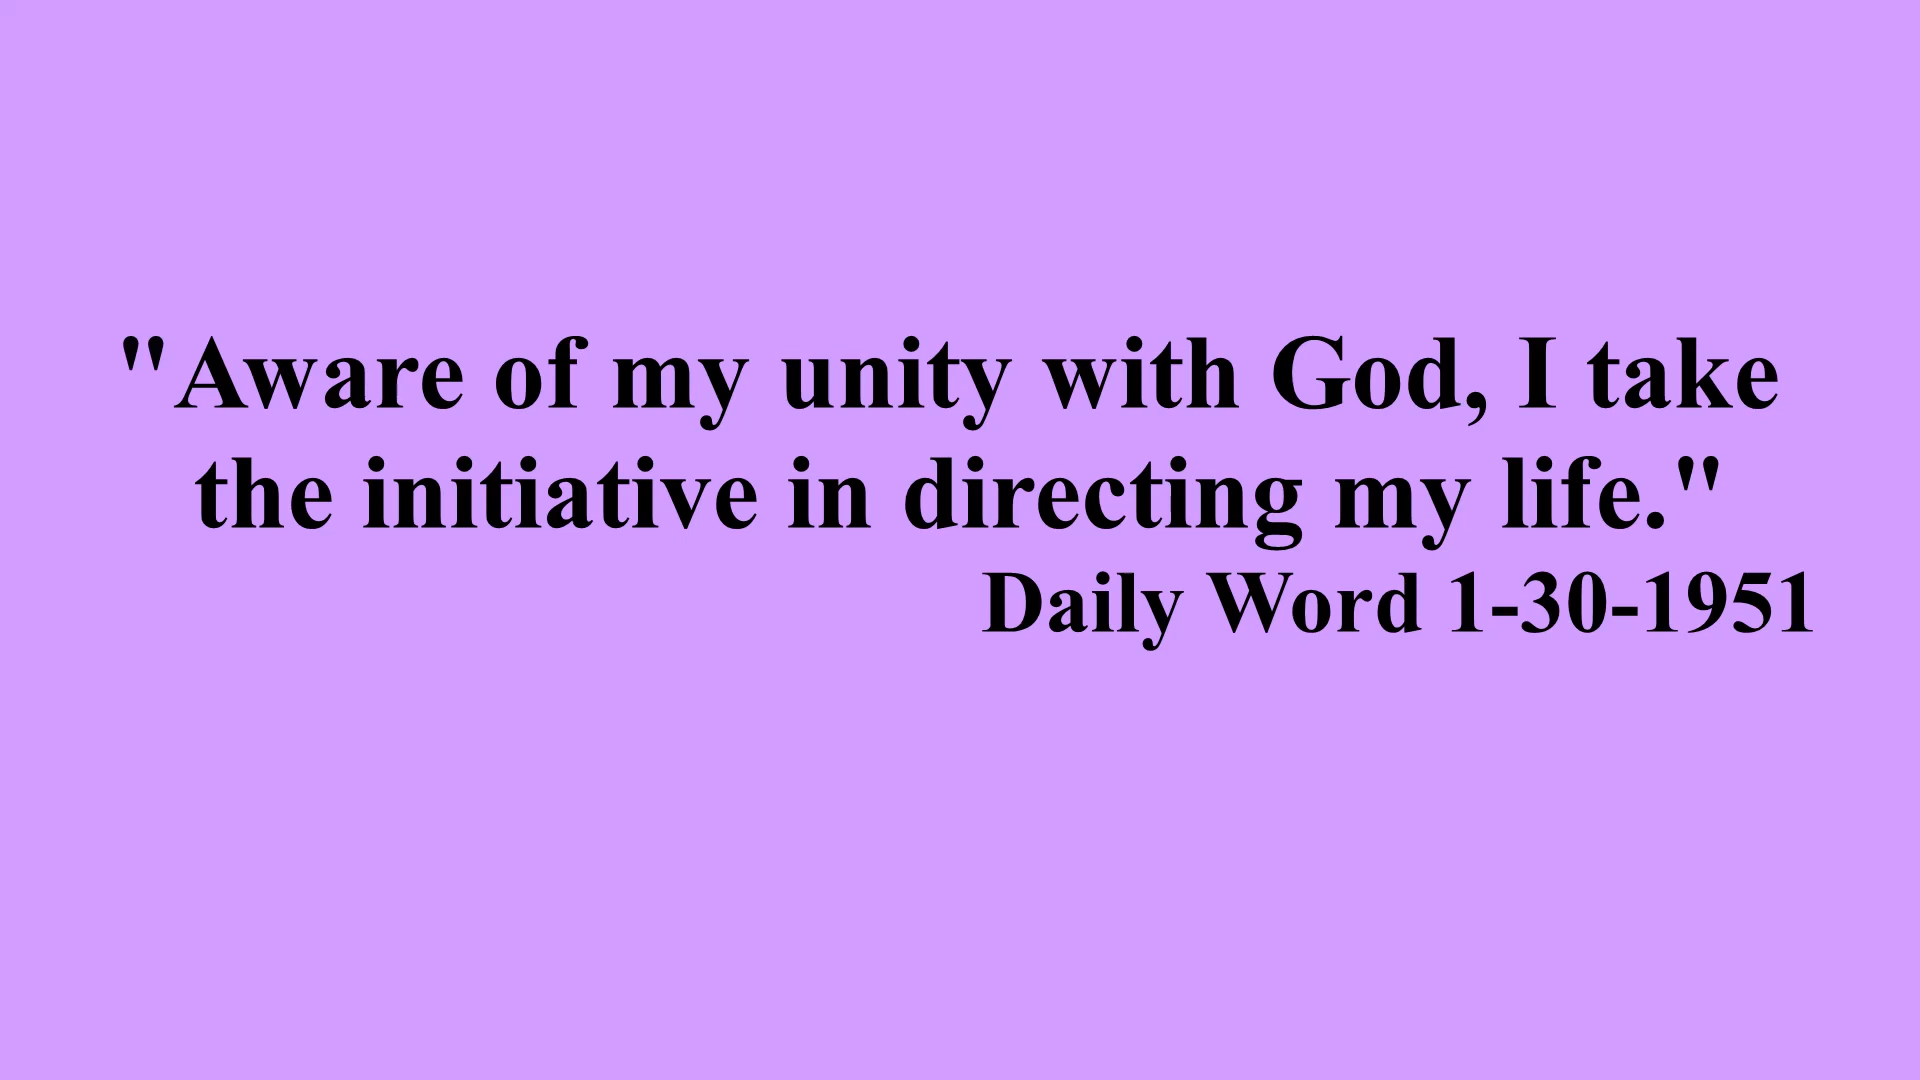 "Aware of my unity with God, I take
the initiative in directing my life."
Daily Word 1-30-1951